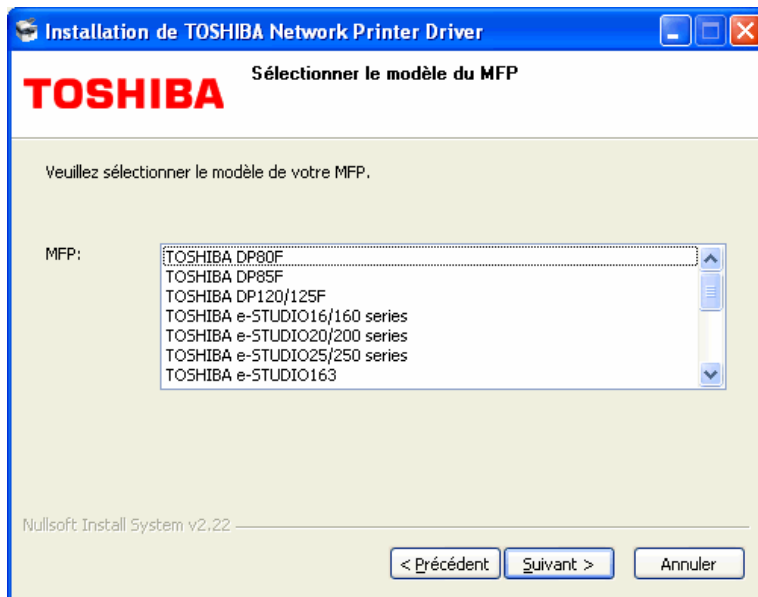 Installation de TOSHIBA Network Printer Driver
Sélectionner le modèle du MFP
TOSHIBA
Veuillez sélectionner le modèle de votre MFP.
MFP:
TOSHIBA DP80F
TOSHIBA DP85F
TOSHIBA DP120/125F
TOSHIBA e-STUDIO16/160 series
TOSHIBA e-STUDIO20/200 series
TOSHIBA e-STUDIO25/250 series
TOSHIBA e-STUDIO163
Nullsoft Install System v2.22
< Précédent
Suivant >
Annuler